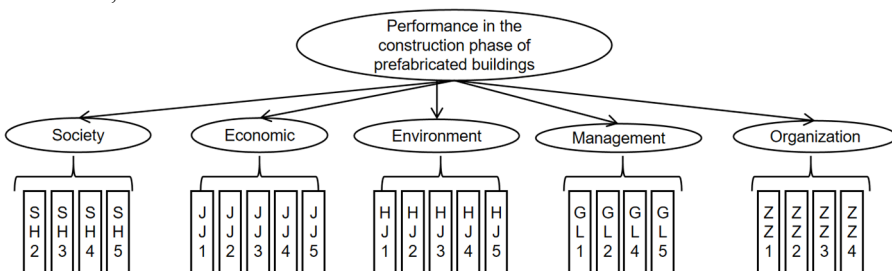 Performance in the
construction phase of
prefabricated buildings
Society
Economic
Environment
Management
Organization
SH2
SH3
SH4
SH5
JJ1
JJ2
JJ3
JJ4
JJ5
HJ1
HJ2
HJ3
HJ4
HJ5
GL1
GL2
GL4
GL5
ZZ1
ZZ2
ZZ3
ZZ4